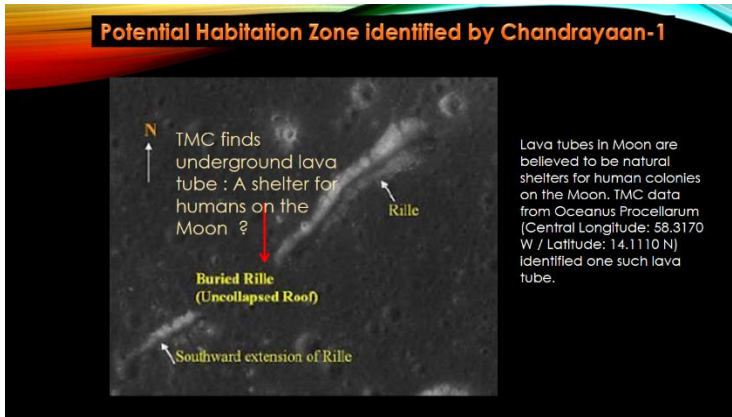 Potential Habitation Zone identified by Chandrayaan-1
N
TMC finds
underground lava
tube : A shelter for
humans on the
Moon ?
Rille
Buried Rille
(Uncollapsed Roof)
Southward extension of Rille
Lava tubes in Moon are
believed to be natural
shelters for human colonies
on the Moon. TMC data
from Oceanus Procellarum
(Central Longitude: 58.3170
W / Latitude: 14.1110 N)
identified one such lava
tube.